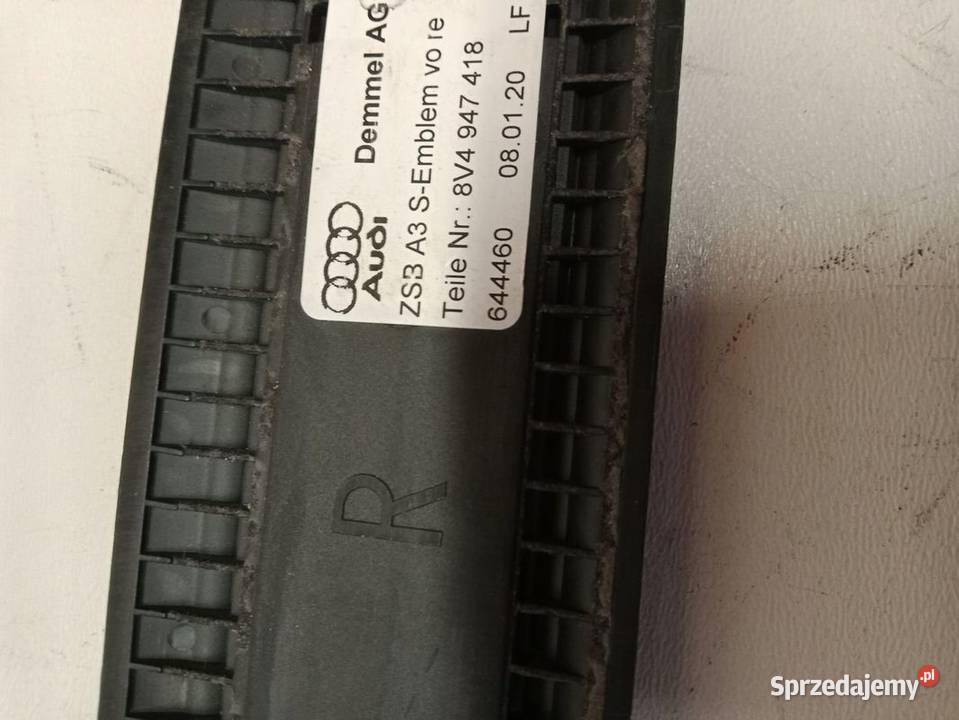 Audi Demmel AG
ZSB A3 S-Emblem vo re
Teile Nr.: 8V4 947 418
644460 08.01.20 LF
R
Sprzedajemy.pl